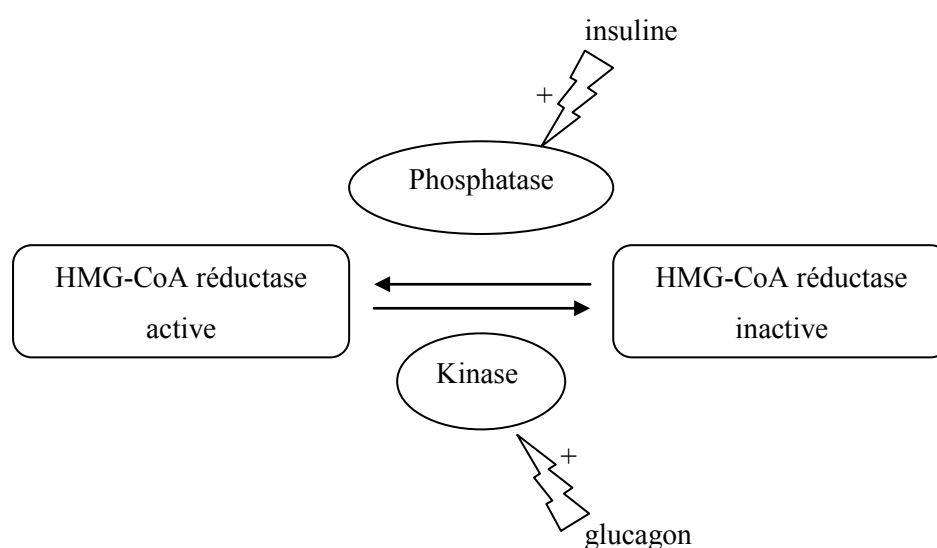 insuline
+
Phosphatase
HMG-CoA réductase
active
HMG-CoA réductase
inactive
Kinase
+
glucagon